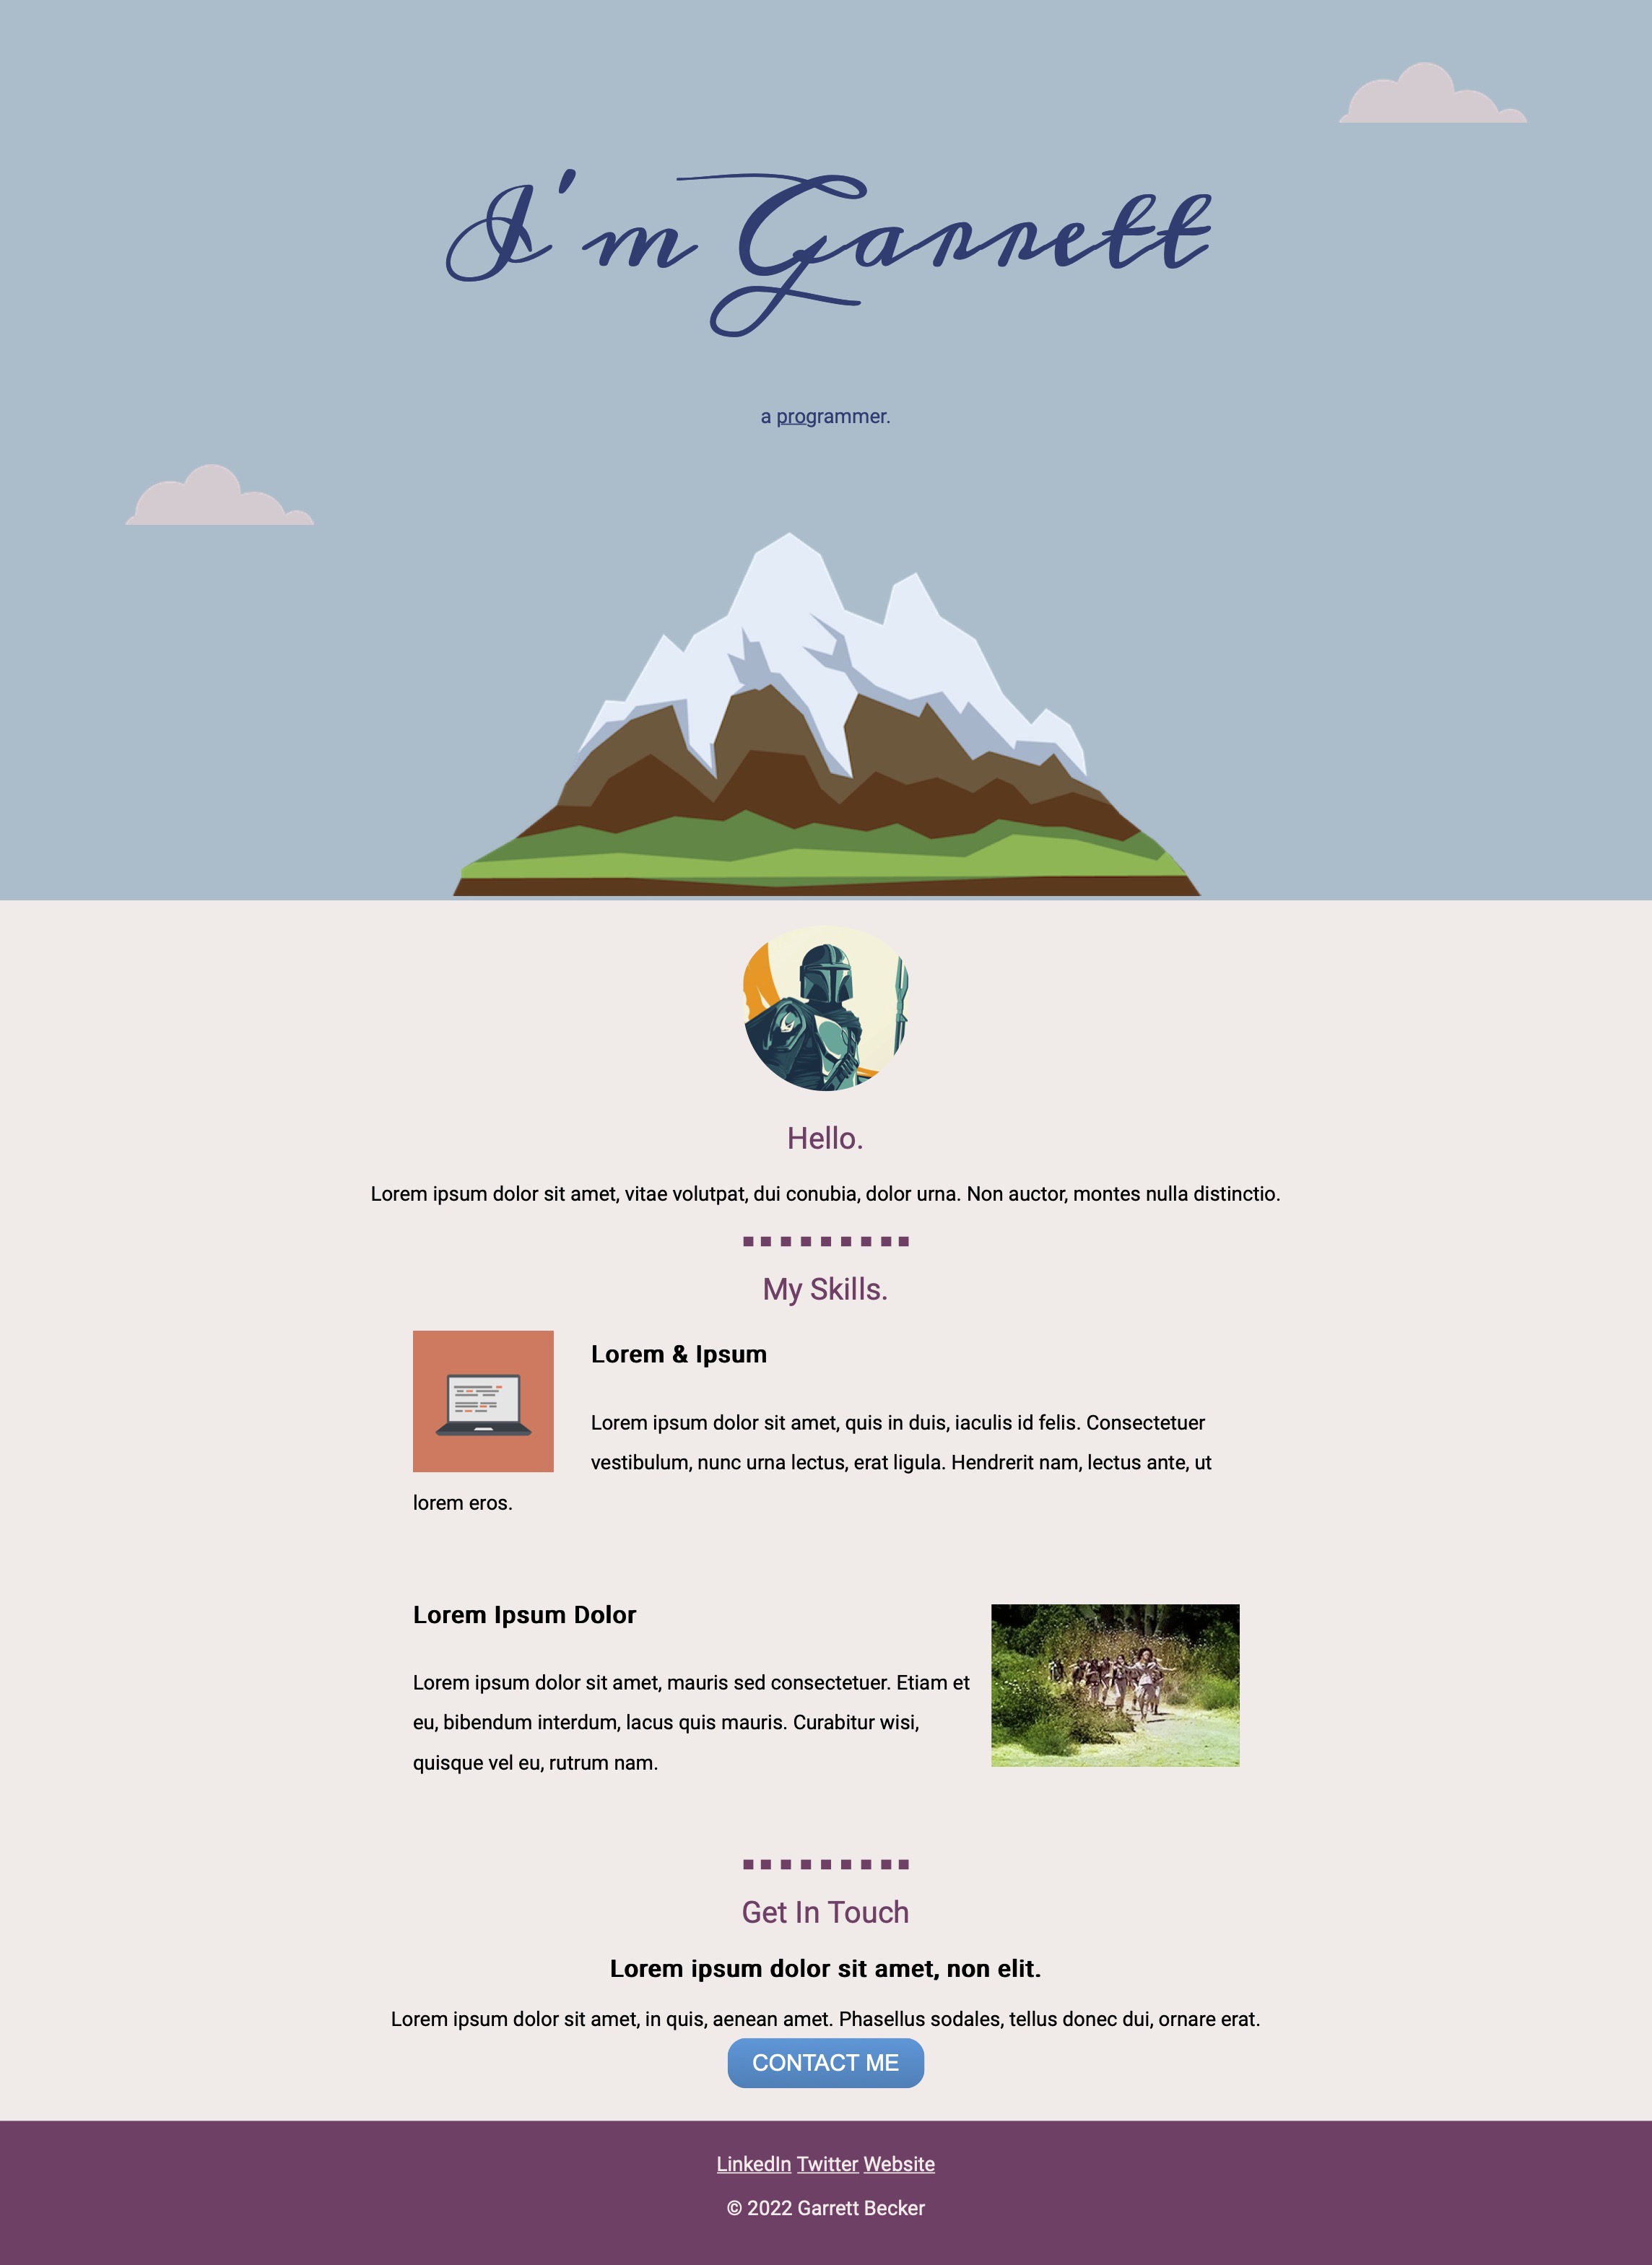 I'm Garrett
a programmer.
Hello.
Lorem ipsum dolor sit amet, vitae volutpat, dui conubia, dolor urna. Non auctor, montes nulla distinctio.
My Skills.
Lorem & Ipsum
Lorem ipsum dolor sit amet, quis in duis, iaculis id felis. Consectetuer
vestibulum, nunc urna lectus, erat ligula. Hendrerit nam, lectus ante, ut
lorem eros.
Lorem Ipsum Dolor
Lorem ipsum dolor sit amet, mauris sed consectetuer. Etiam et
eu, bibendum interdum, lacus quis mauris. Curabitur wisi,
quisque vel eu, rutrum nam.
Get In Touch
Lorem ipsum dolor sit amet, non elit.
Lorem ipsum dolor sit amet, in quis, aenean amet. Phasellus sodales, tellus donec dui, ornare erat.
CONTACT ME
LinkedIn Twitter Website
© 2022 Garrett Becker